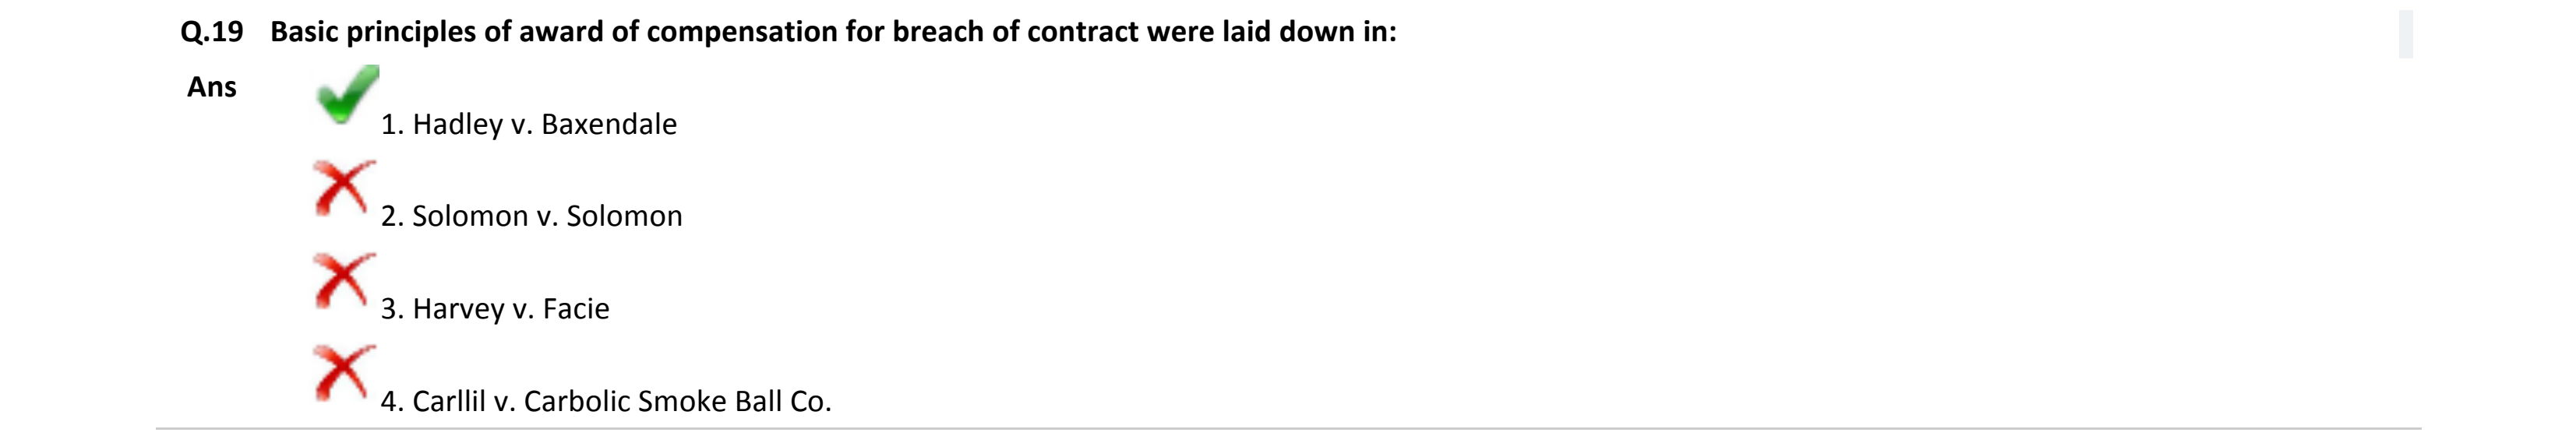 Q.19 Basic principles of award of compensation for breach of contract were laid down in:
Ans
1. Hadley v. Baxendale
2. Solomon v. Solomon
3. Harvey v. Facie
4. Carllil v. Carbolic Smoke Ball Co.